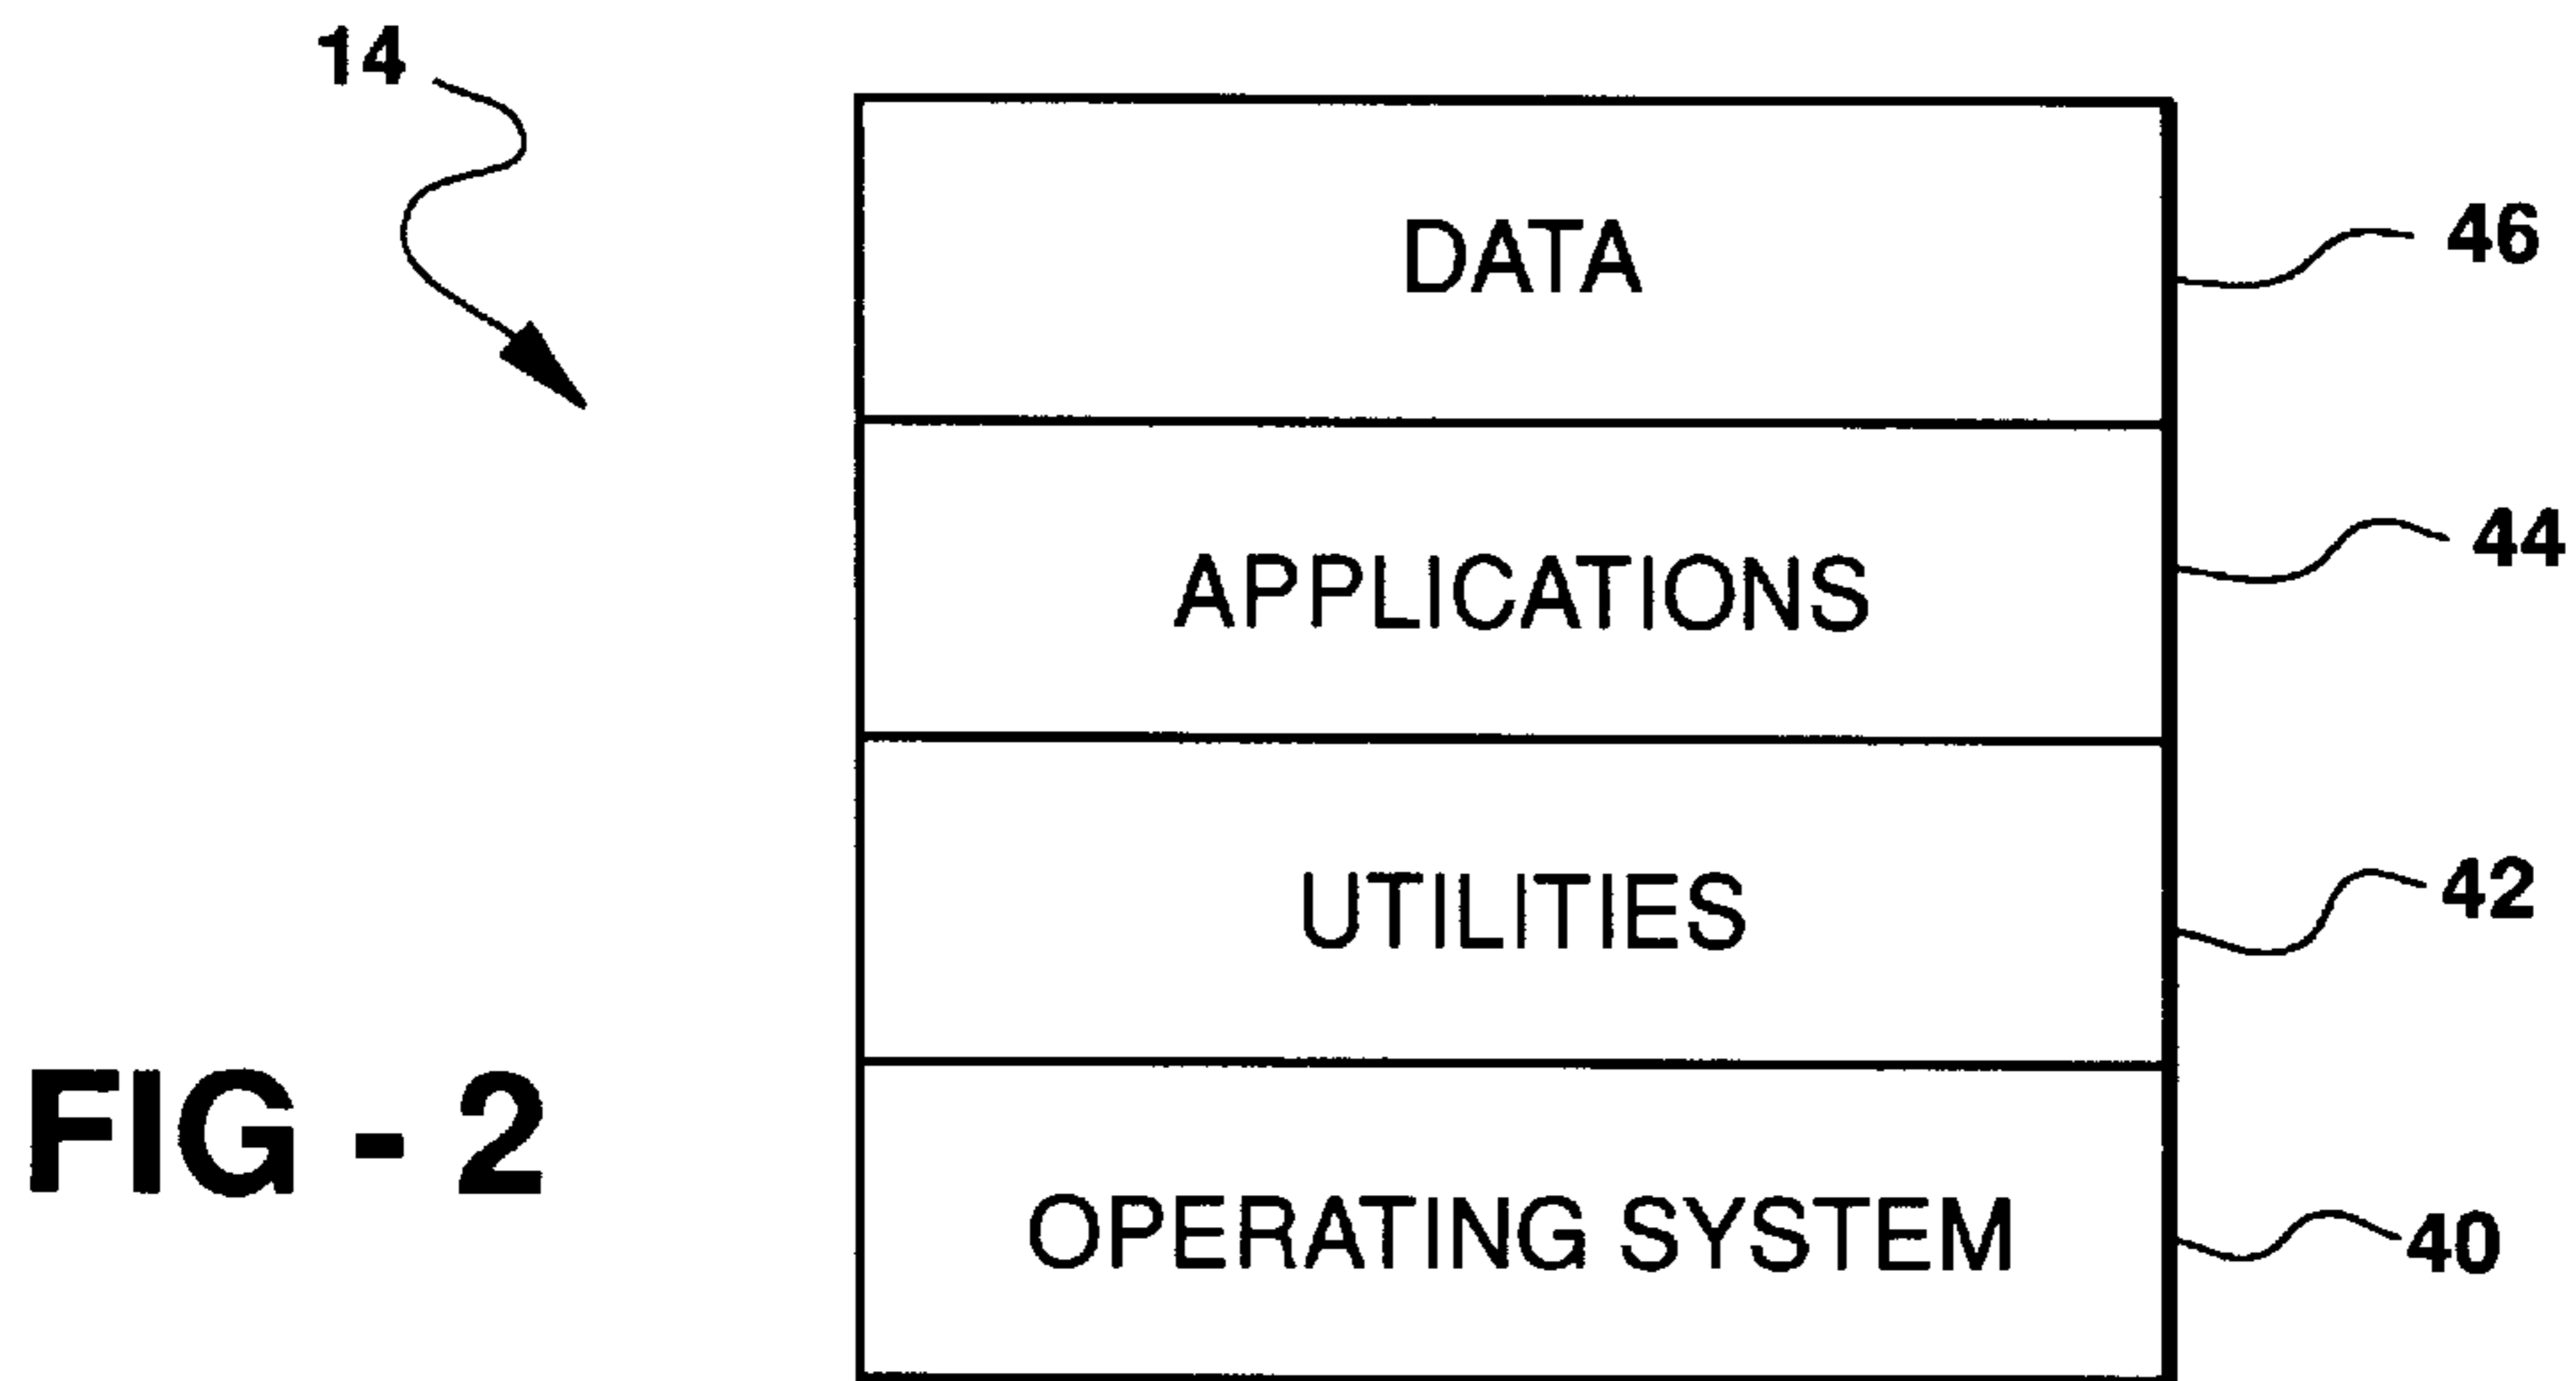 14
DATA
46
APPLICATIONS
44
UTILITIES
42
FIG - 2
OPERATING SYSTEM
40